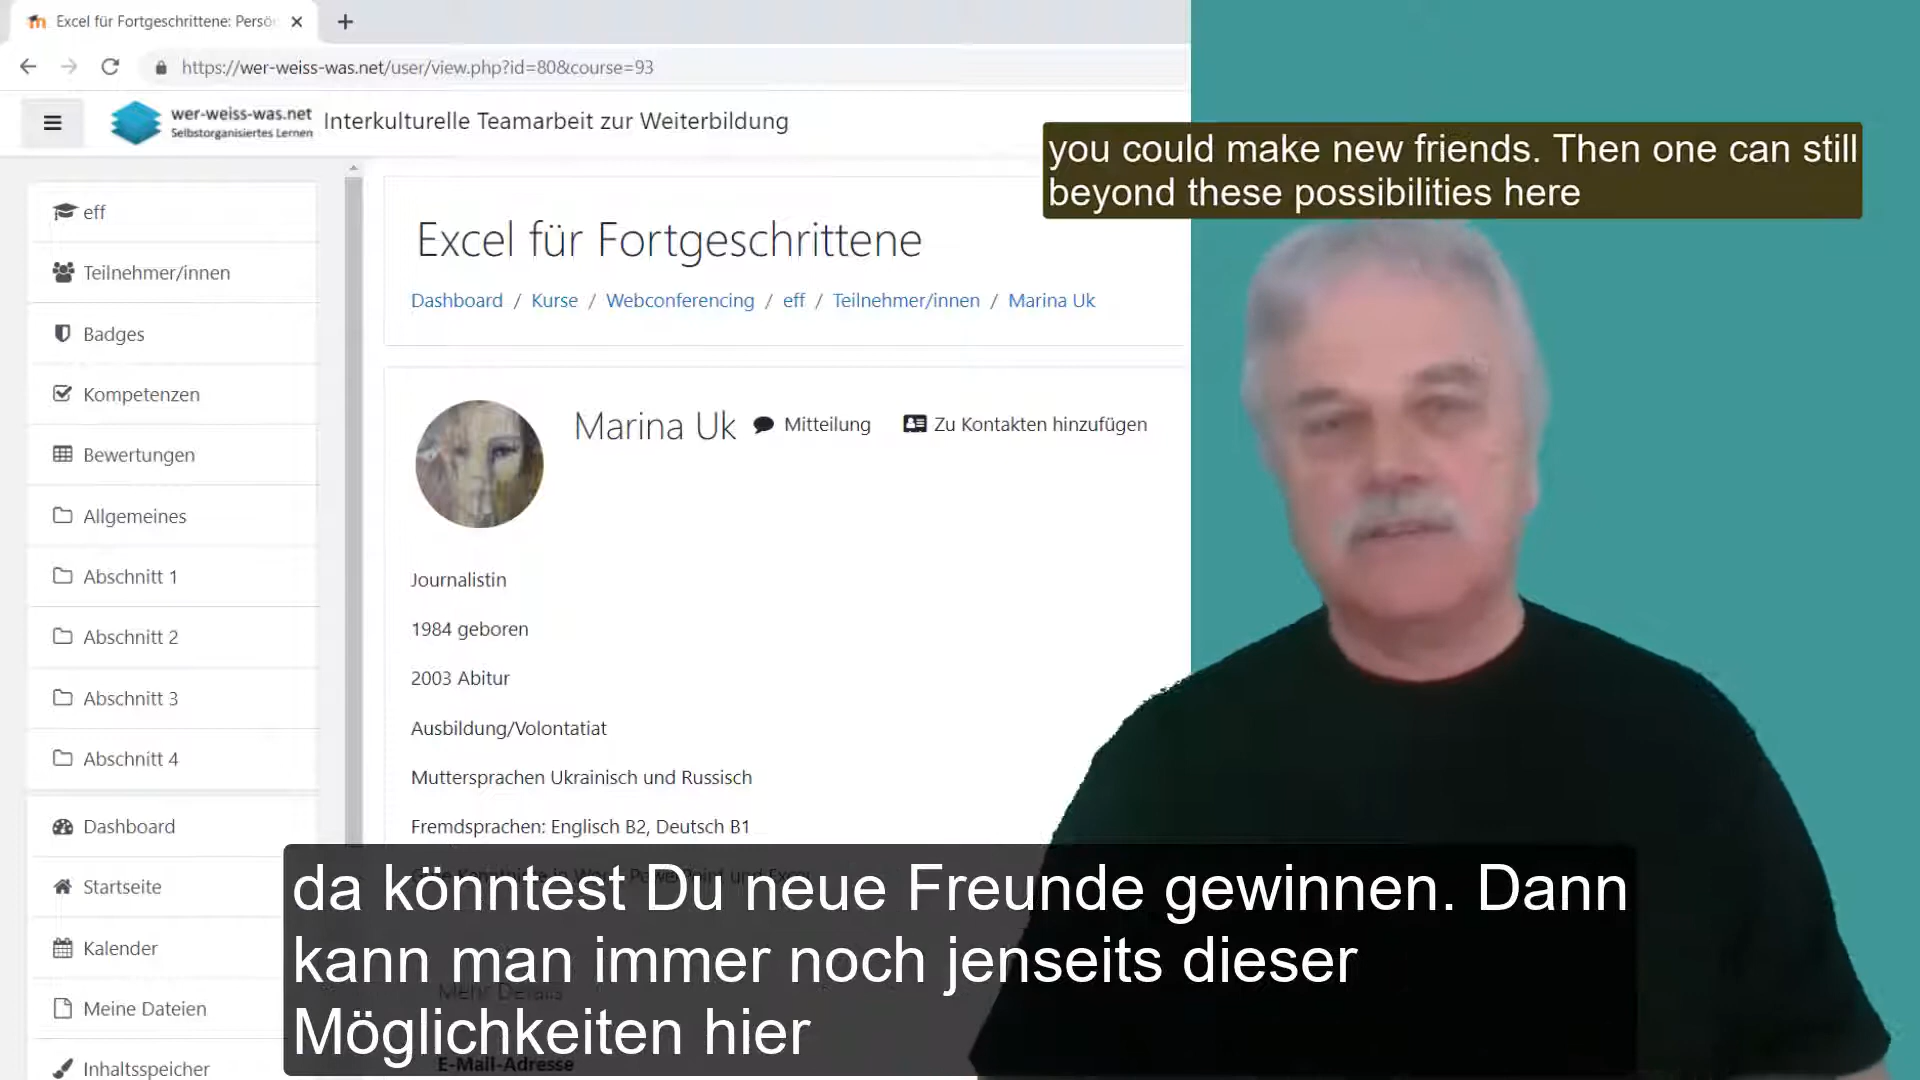 Excel für Fortgeschrittene: Persö
https://wer-weiss-was.net/user/view.php?id=80&course=93
wer-weiss-was.net
Selbstorganisiertes Lernen
Interkulturelle Teamarbeit zur Weiterbildung
you could make new friends. Then one can still
beyond these possibilities here
eff
Teilnehmer/innen
Badges
Kompetenzen
Bewertungen
Allgemeines
Abschnitt 1
Abschnitt 2
Abschnitt 3
Abschnitt 4
Dashboard
Startseite
Kalender
Meine Dateien
Inhaltsspeicher
Excel für Fortgeschrittene
Dashboard / Kurse / Webconferencing / eff / Teilnehmer/innen / Marina Uk
Marina Uk Mitteilung Zu Kontakten hinzufügen
Journalistin
1984 geboren
2003 Abitur
Ausbildung/Volontatiat
Muttersprachen Ukrainisch und Russisch
Fremdsprachen: Englisch B2, Deutsch B1
Mehr Details
E-Mail-Adresse
da könntest Du neue Freunde gewinnen. Dann
kann man immer noch jenseits dieser
Möglichkeiten hier